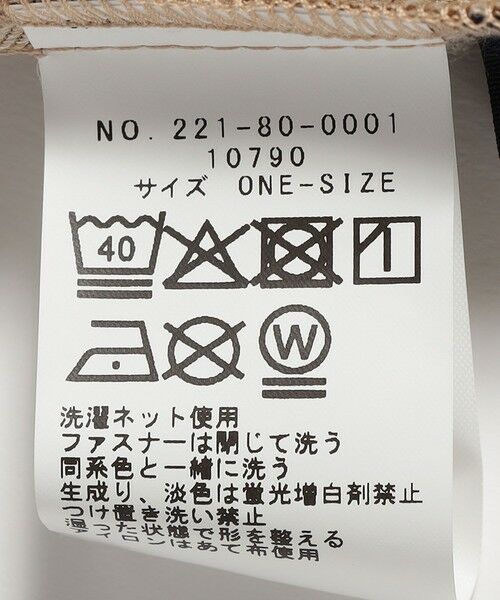 NO. 221-80-0001
10790
サイズ ONE-SIZE
40
W
洗濯ネット使用
ファスナーは閉じて洗う
同系色と一緒に洗う
生成り、淡色は蛍光増白剤禁止
つけ置き洗い禁止
湿った状態で形を整える
アイロンはあて布使用